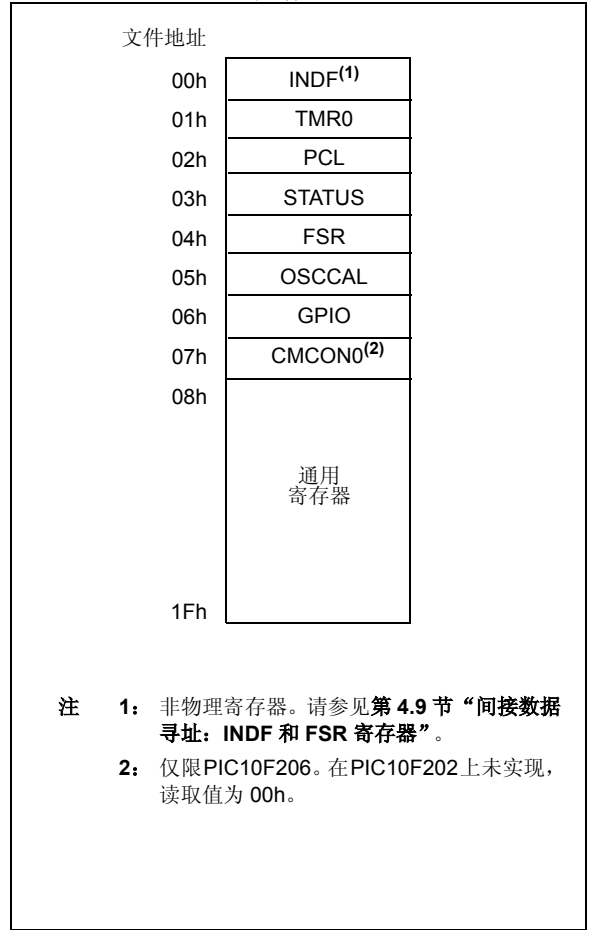 文件地址
00h INDF(1)
01h TMR0
02h PCL
03h STATUS
04h FSR
05h OSCCAL
06h GPIO
07h CMCON0(2)
08h
通用
寄存器
1Fh
注 1： 非物理寄存器。请参见第 4.9 节“间接数据
寻址：INDF 和 FSR 寄存器”。
2： 仅限PIC10F206。在PIC10F202上未实现，
读取值为 00h。